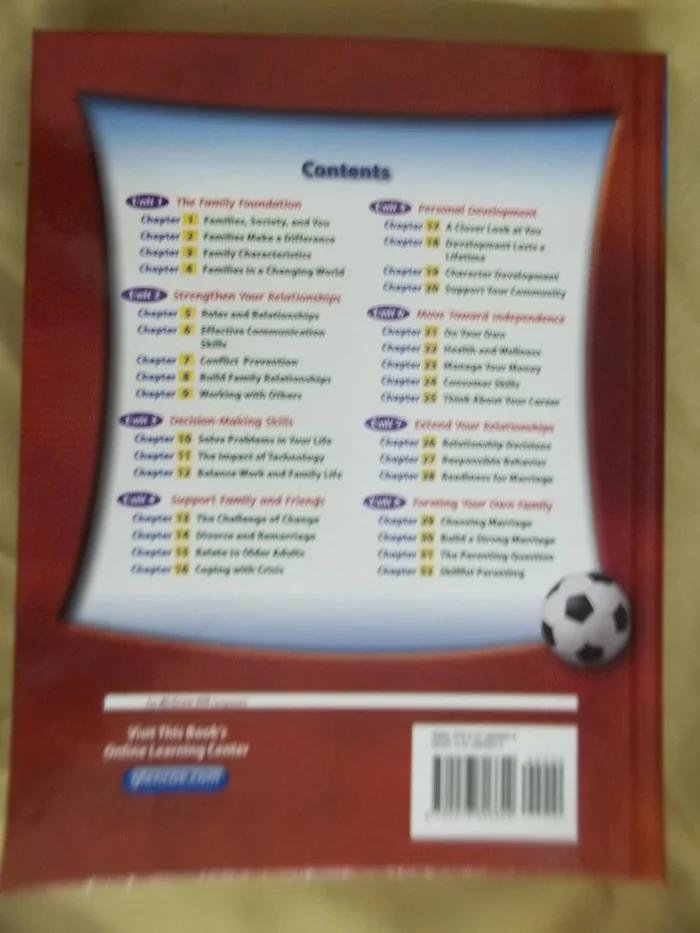 Contents
Unit 1 The Family Foundation
Chapter 1 Families, Society, and You
Chapter 2 Families Make a Difference
Chapter 3 Family Characteristics
Chapter 4 Families in a Changing World
Unit 2 Strengthen Your Relationships
Chapter 5 Roles and Relationships
Chapter 6 Effective Communication
Skills
Chapter 7 Conflict Prevention
Chapter 8 Build Family Relationships
Chapter 9 Working with Others
Unit 3 Decision-Making Skills
Chapter 10 Solve Problems in Your Life
Chapter 11 The Impact of Technology
Chapter 12 Balance Work and Family Life
Unit 4 Support Family and Friends
Chapter 13 The Challenge of Change
Chapter 14 Divorce and Remarriage
Chapter 15 Relate to Older Adults
Chapter 16 Coping with Crisis
Unit 5 Personal Development
Chapter 17 A Closer Look at You
Chapter 18 Development Lasts a
Lifetime
Chapter 19 Character Development
Chapter 20 Support Your Community
Unit 6 Move Toward Independence
Chapter 21 On Your Own
Chapter 22 Health and Wellness
Chapter 23 Manage Your Money
Chapter 24 Consumer Skills
Chapter 25 Think About Your Career
Unit 7 Extend Your Relationships
Chapter 26 Relationship Decisions
Chapter 27 Responsible Behavior
Chapter 28 Readiness for Marriage
Unit 8 Forming Your Own Family
Chapter 29 Choosing Marriage
Chapter 30 Build a Strong Marriage
Chapter 31 The Parenting Question
Chapter 32 Skillful Parenting
Visit This Book's
Online Learning Center
glencoe.com